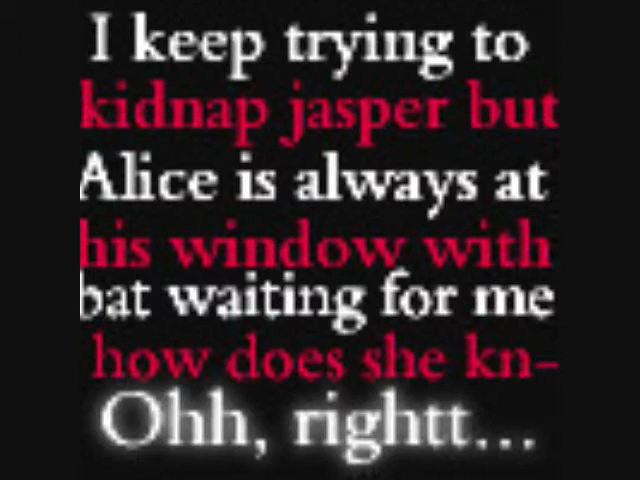 I keep trying to
kidnap jasper but
Alice is always at
his window with
bat waiting for me
how does she kn-
Ohh, rightt...